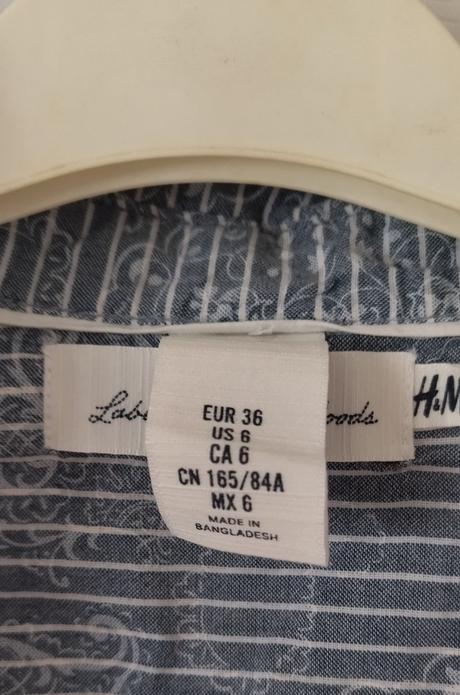 H&M
EUR 36
US 6
CA 6
CN 165/84A
MX 6
MADE IN
BANGLADESH